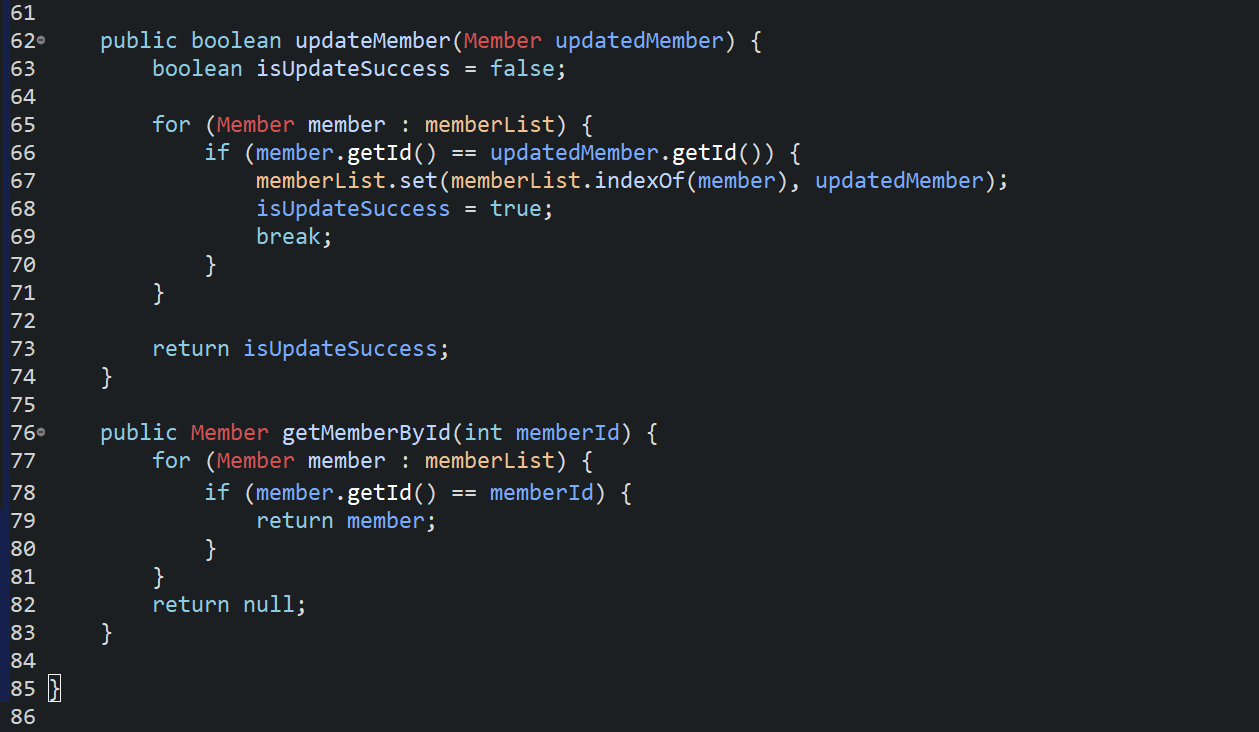 61
62    public boolean updateMember(Member updatedMember) {
63        boolean isUpdateSuccess = false;
64
65        for (Member member : memberList) {
66            if (member.getId() == updatedMember.getId()) {
67                memberList.set(memberList.indexOf(member), updatedMember);
68                isUpdateSuccess = true;
69                break;
70            }
71        }
72
73        return isUpdateSuccess;
74    }
75
76    public Member getMemberById(int memberId) {
77        for (Member member : memberList) {
78            if (member.getId() == memberId) {
79                return member;
80            }
81        }
82        return null;
83    }
84
85 }
86